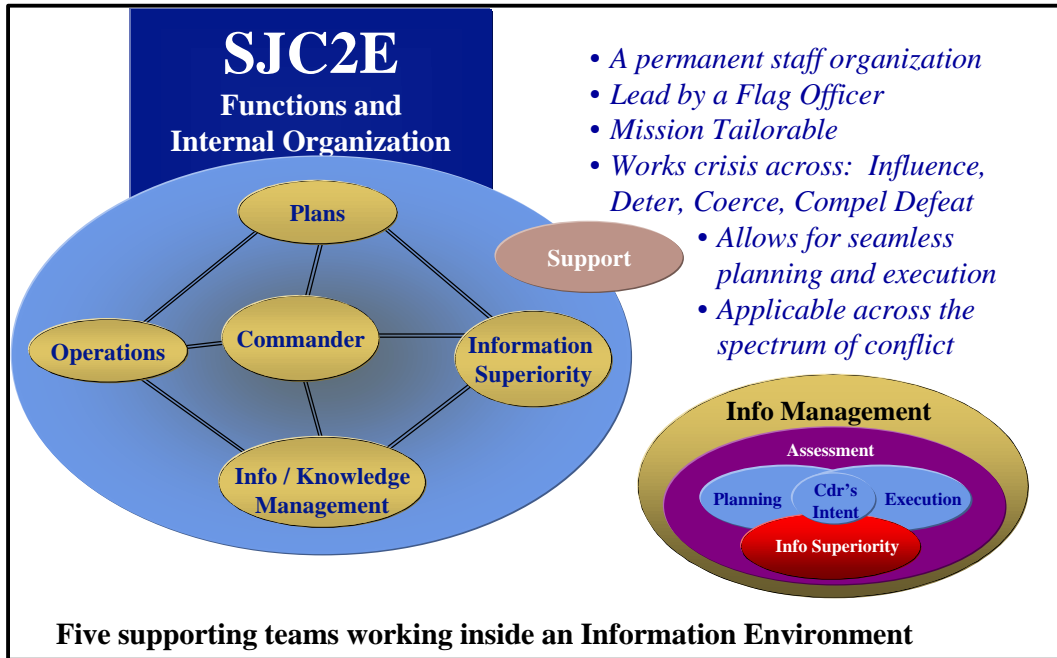 SJC2E
Functions and
Internal Organization
• A permanent staff organization
• Lead by a Flag Officer
• Mission Tailorable
• Works crisis across:  Influence,
Deter, Coerce, Compel Defeat
• Allows for seamless
planning and execution
• Applicable across the
spectrum of conflict
Plans
Support
Operations
Commander
Information
Superiority
Info / Knowledge
Management
Info Management
Assessment
Planning
Cdr's
Intent
Execution
Info Superiority
Five supporting teams working inside an Information Environment